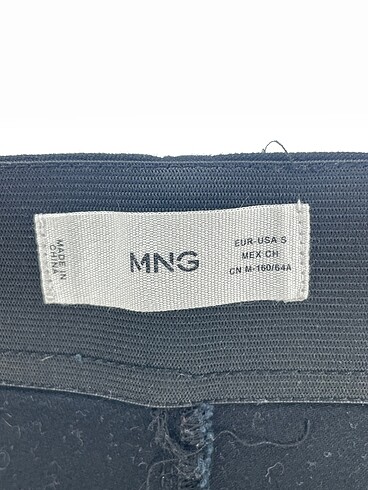 MADE IN
CHINA
MNG
EUR-USA S
MEX CH
CN M-160/64A